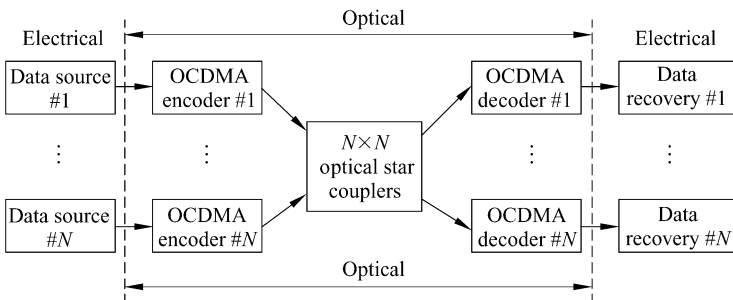 Optical
Electrical
Electrical
Data source
#1
OCDMA
encoder #1
OCDMA
decoder #1
Data
recovery #1
N×N
optical star
couplers
⋮
⋮
⋮
⋮
Data source
#N
OCDMA
encoder #N
OCDMA
decoder #N
Data
recovery #N
Optical